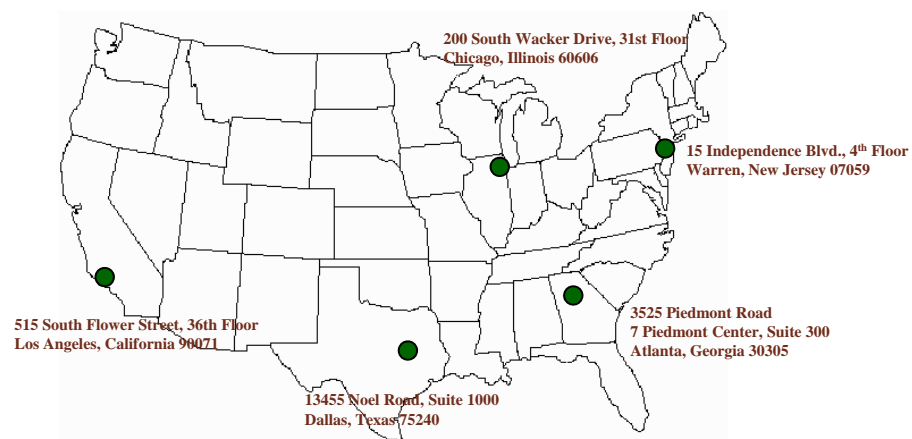 200 South Wacker Drive, 31st Floor
Chicago, Illinois 60606
15 Independence Blvd., 4th Floor
Warren, New Jersey 07059
3525 Piedmont Road
7 Piedmont Center, Suite 300
Atlanta, Georgia 30305
515 South Flower Street, 36th Floor
Los Angeles, California 90071
13455 Noel Road, Suite 1000
Dallas, Texas 75240